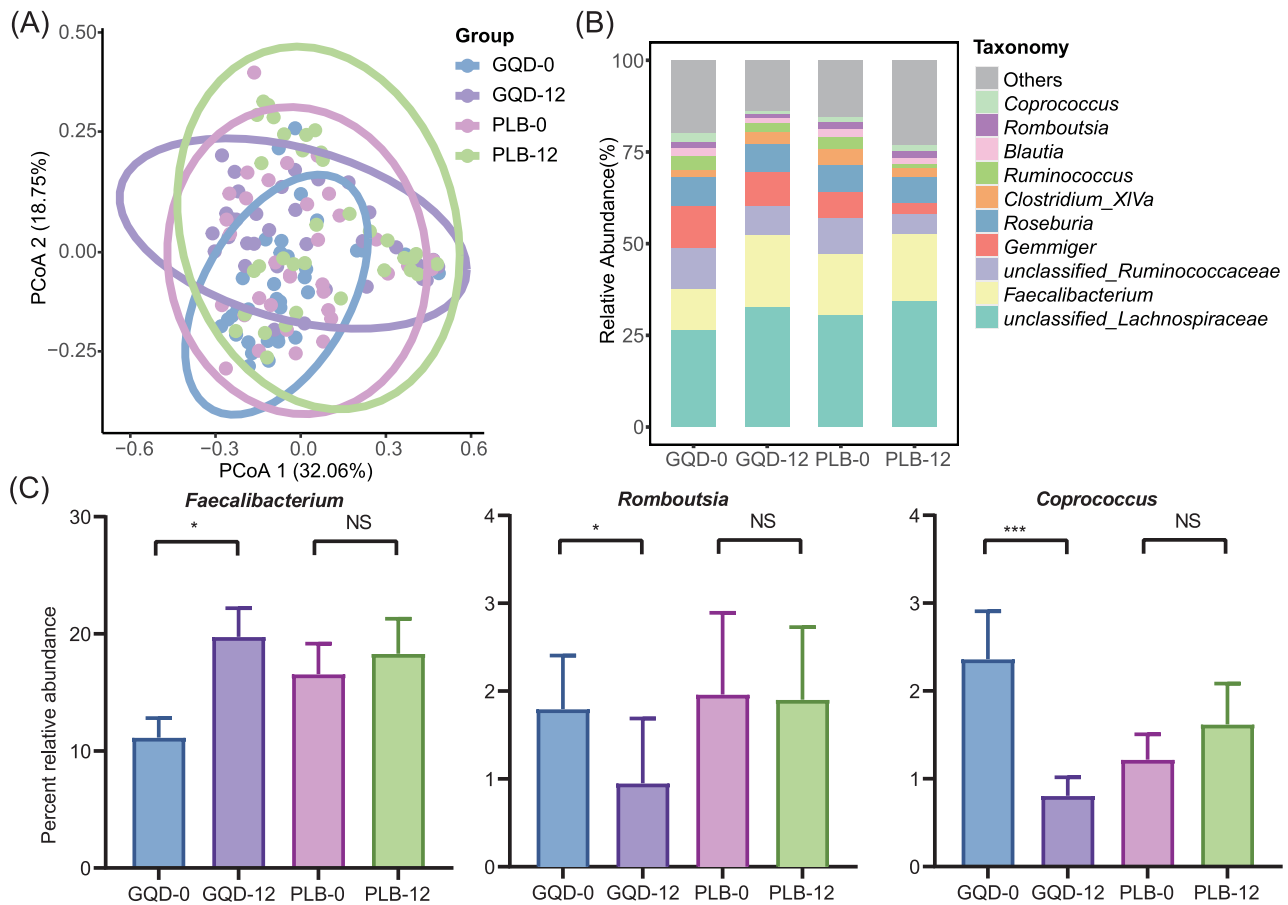 (A)
0.50
0.25
0.00
−0.25
PCoA 2 (18.75%)
−0.6
−0.3
0.0
0.3
0.6
PCoA 1 (32.06%)
Group
GQD-0
GQD-12
PLB-0
PLB-12
(B)
100
75
50
25
0
Relative Abundance(%)
GQD-0
GQD-12
PLB-0
PLB-12
Taxonomy
Others
Coprococcus
Romboutsia
Blautia
Ruminococcus
Clostridium_XlVa
Roseburia
Gemmiger
unclassified_Ruminococcaceae
Faecalibacterium
unclassified_Lachnospiraceae
(C)
Faecalibacterium
30
20
10
0
Percent relative abundance
*
NS
GQD-0
GQD-12
PLB-0
PLB-12
Romboutsia
4
3
2
1
0
*
NS
GQD-0
GQD-12
PLB-0
PLB-12
Coprococcus
4
3
2
1
0
***
NS
GQD-0
GQD-12
PLB-0
PLB-12